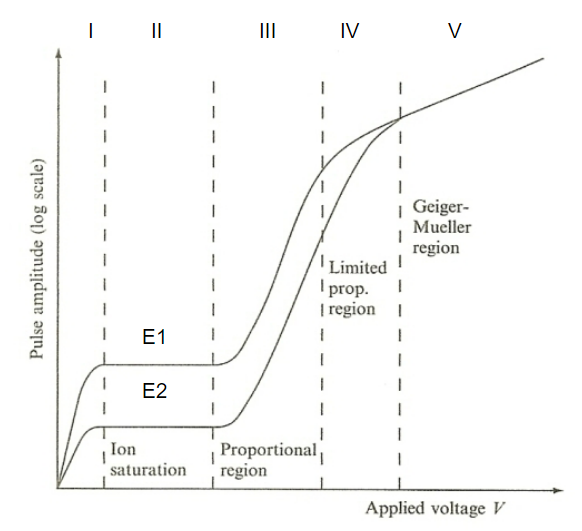 I II III IV V
Pulse amplitude (log scale)
Geiger-
Mueller
region
Limited
prop.
region
E1
E2
Ion
saturation
Proportional
region
Applied voltage V